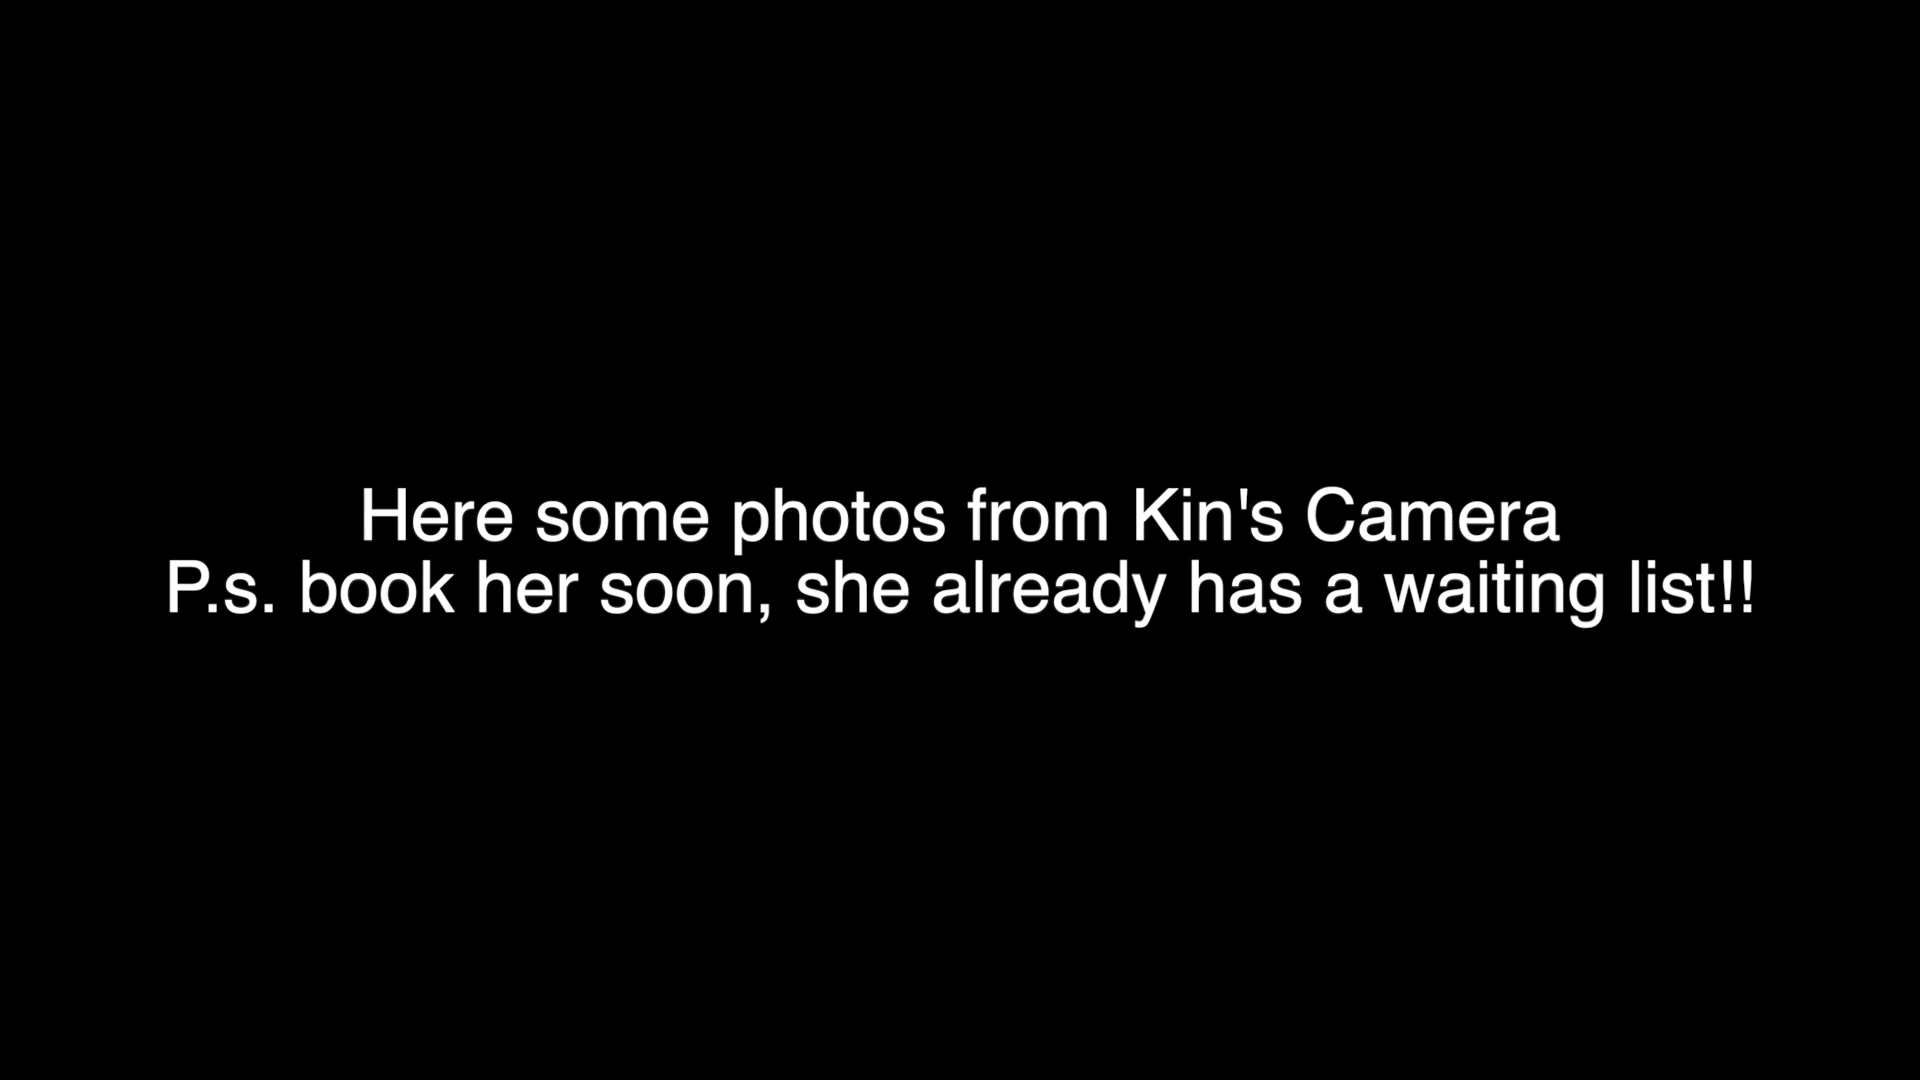 Here some photos from Kin's Camera
P.s. book her soon, she already has a waiting list!!